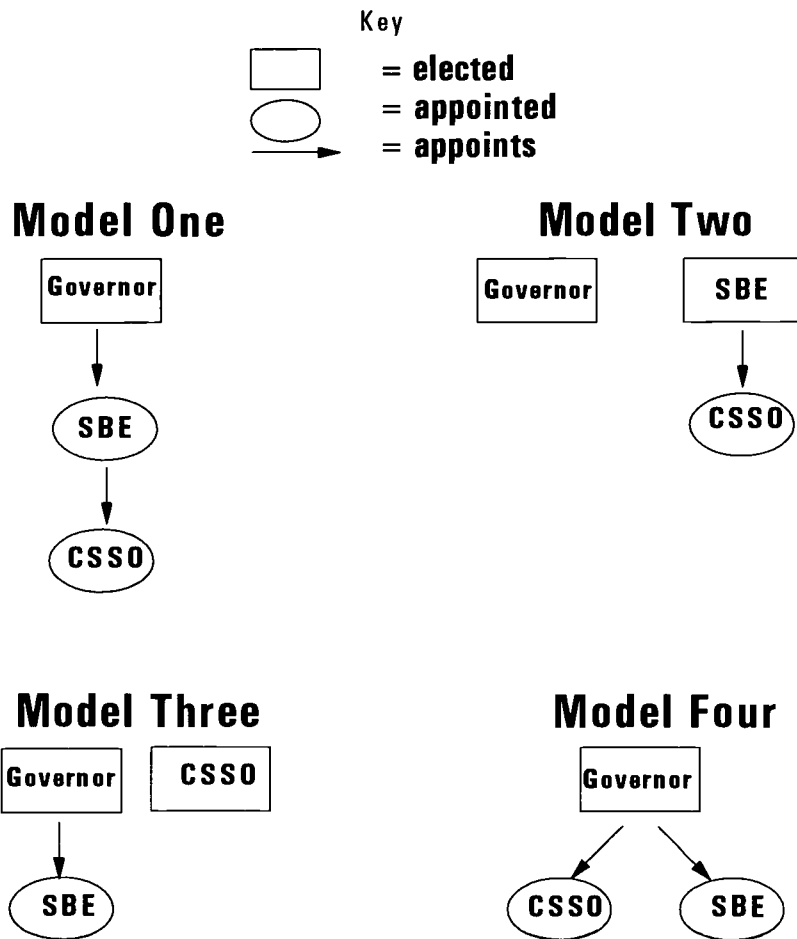 Key
= elected
= appointed
= appoints
Model One
Governor
SBE
CSSO
Model Two
Governor SBE
CSSO
Model Three
Governor CSSO
SBE
Model Four
Governor
CSSO SBE